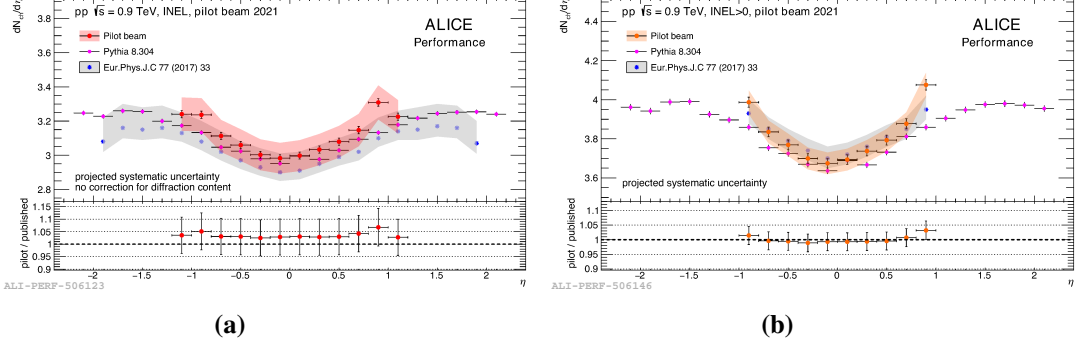 dN_ch/dη
pp √s = 0.9 TeV, INEL, pilot beam 2021
Pilot beam
Pythia 8.304
Eur.Phys.J.C 77 (2017) 33
ALICE
Performance
3.8
3.6
3.4
3.2
3
2.8
projected systematic uncertainty
no correction for diffraction content
pilot / published
1.15
1.1
1.05
1
0.95
0.9
−2 −1.5 −1 −0.5 0 0.5 1 1.5 2
η
ALI-PERF-506123
(a)
dN_ch/dη
pp √s = 0.9 TeV, INEL>0, pilot beam 2021
Pilot beam
Pythia 8.304
Eur.Phys.J.C 77 (2017) 33
ALICE
Performance
4.4
4.2
4
3.8
3.6
projected systematic uncertainty
pilot / published
1.1
1.05
1
0.95
0.9
−2 −1.5 −1 −0.5 0 0.5 1 1.5 2
η
ALI-PERF-506146
(b)